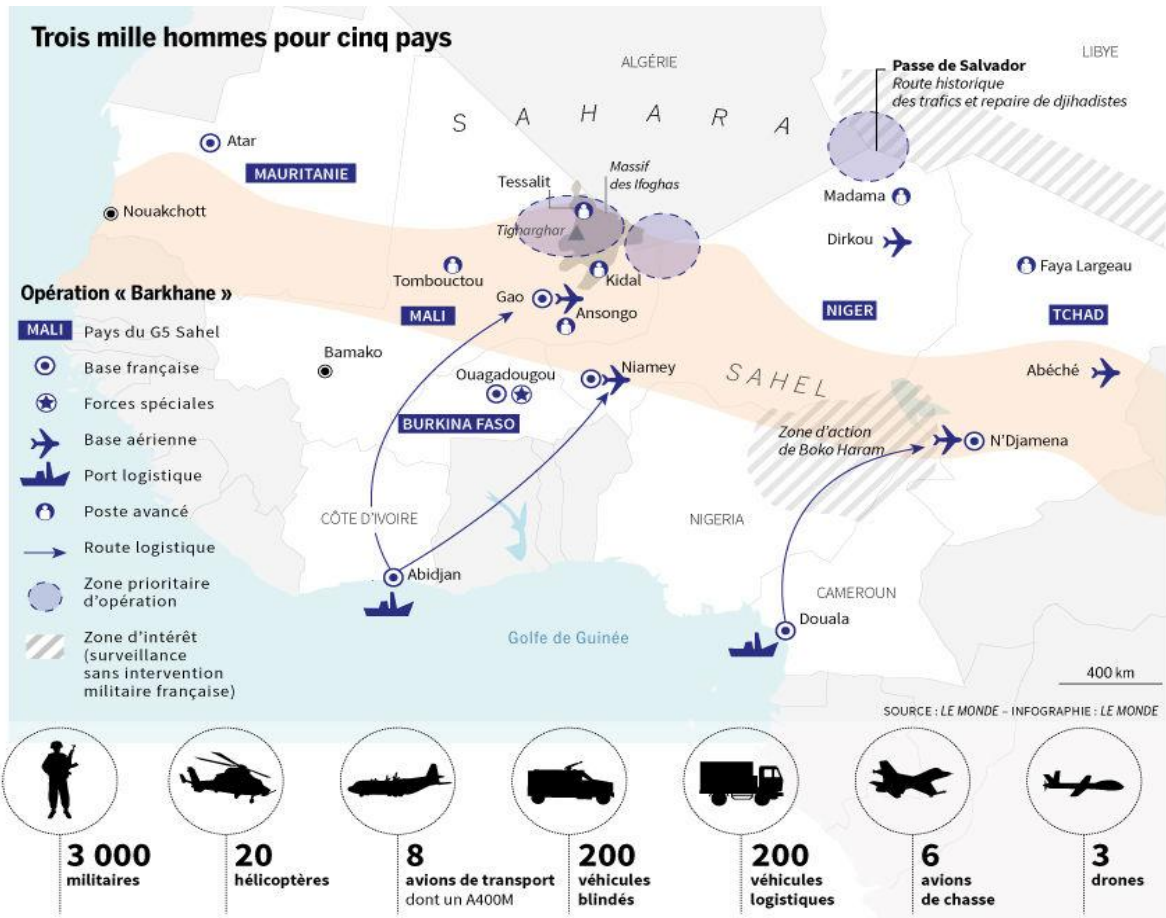 Trois mille hommes pour cinq pays
ALGÉRIE
LIBYE
Passe de Salvador
Route historique
des trafics et repaire de djihadistes
S A H A R A
Atar
MAURITANIE
Massif
des Ifoghas
Tessalit
Madama
Nouakchott
Tigharghar
Dirkou
Tombouctou
Kidal
Faya Largeau
Gao
Ansongo
MALI
NIGER
TCHAD
Bamako
Ouagadougou
Niamey
SAHEL
Abéché
BURKINA FASO
Zone d'action
de Boko Haram
N'Djamena
CÔTE D'IVOIRE
NIGERIA
Abidjan
CAMEROUN
Douala
Golfe de Guinée
400 km
Opération « Barkhane »
MALI Pays du G5 Sahel
Base française
Forces spéciales
Base aérienne
Port logistique
Poste avancé
Route logistique
Zone prioritaire
d'opération
Zone d'intérêt
(surveillance
sans intervention
militaire française)
SOURCE : LE MONDE – INFOGRAPHIE : LE MONDE
3 000
militaires
20
hélicoptères
8
avions de transport
dont un A400M
200
véhicules
blindés
200
véhicules
logistiques
6
avions
de chasse
3
drones